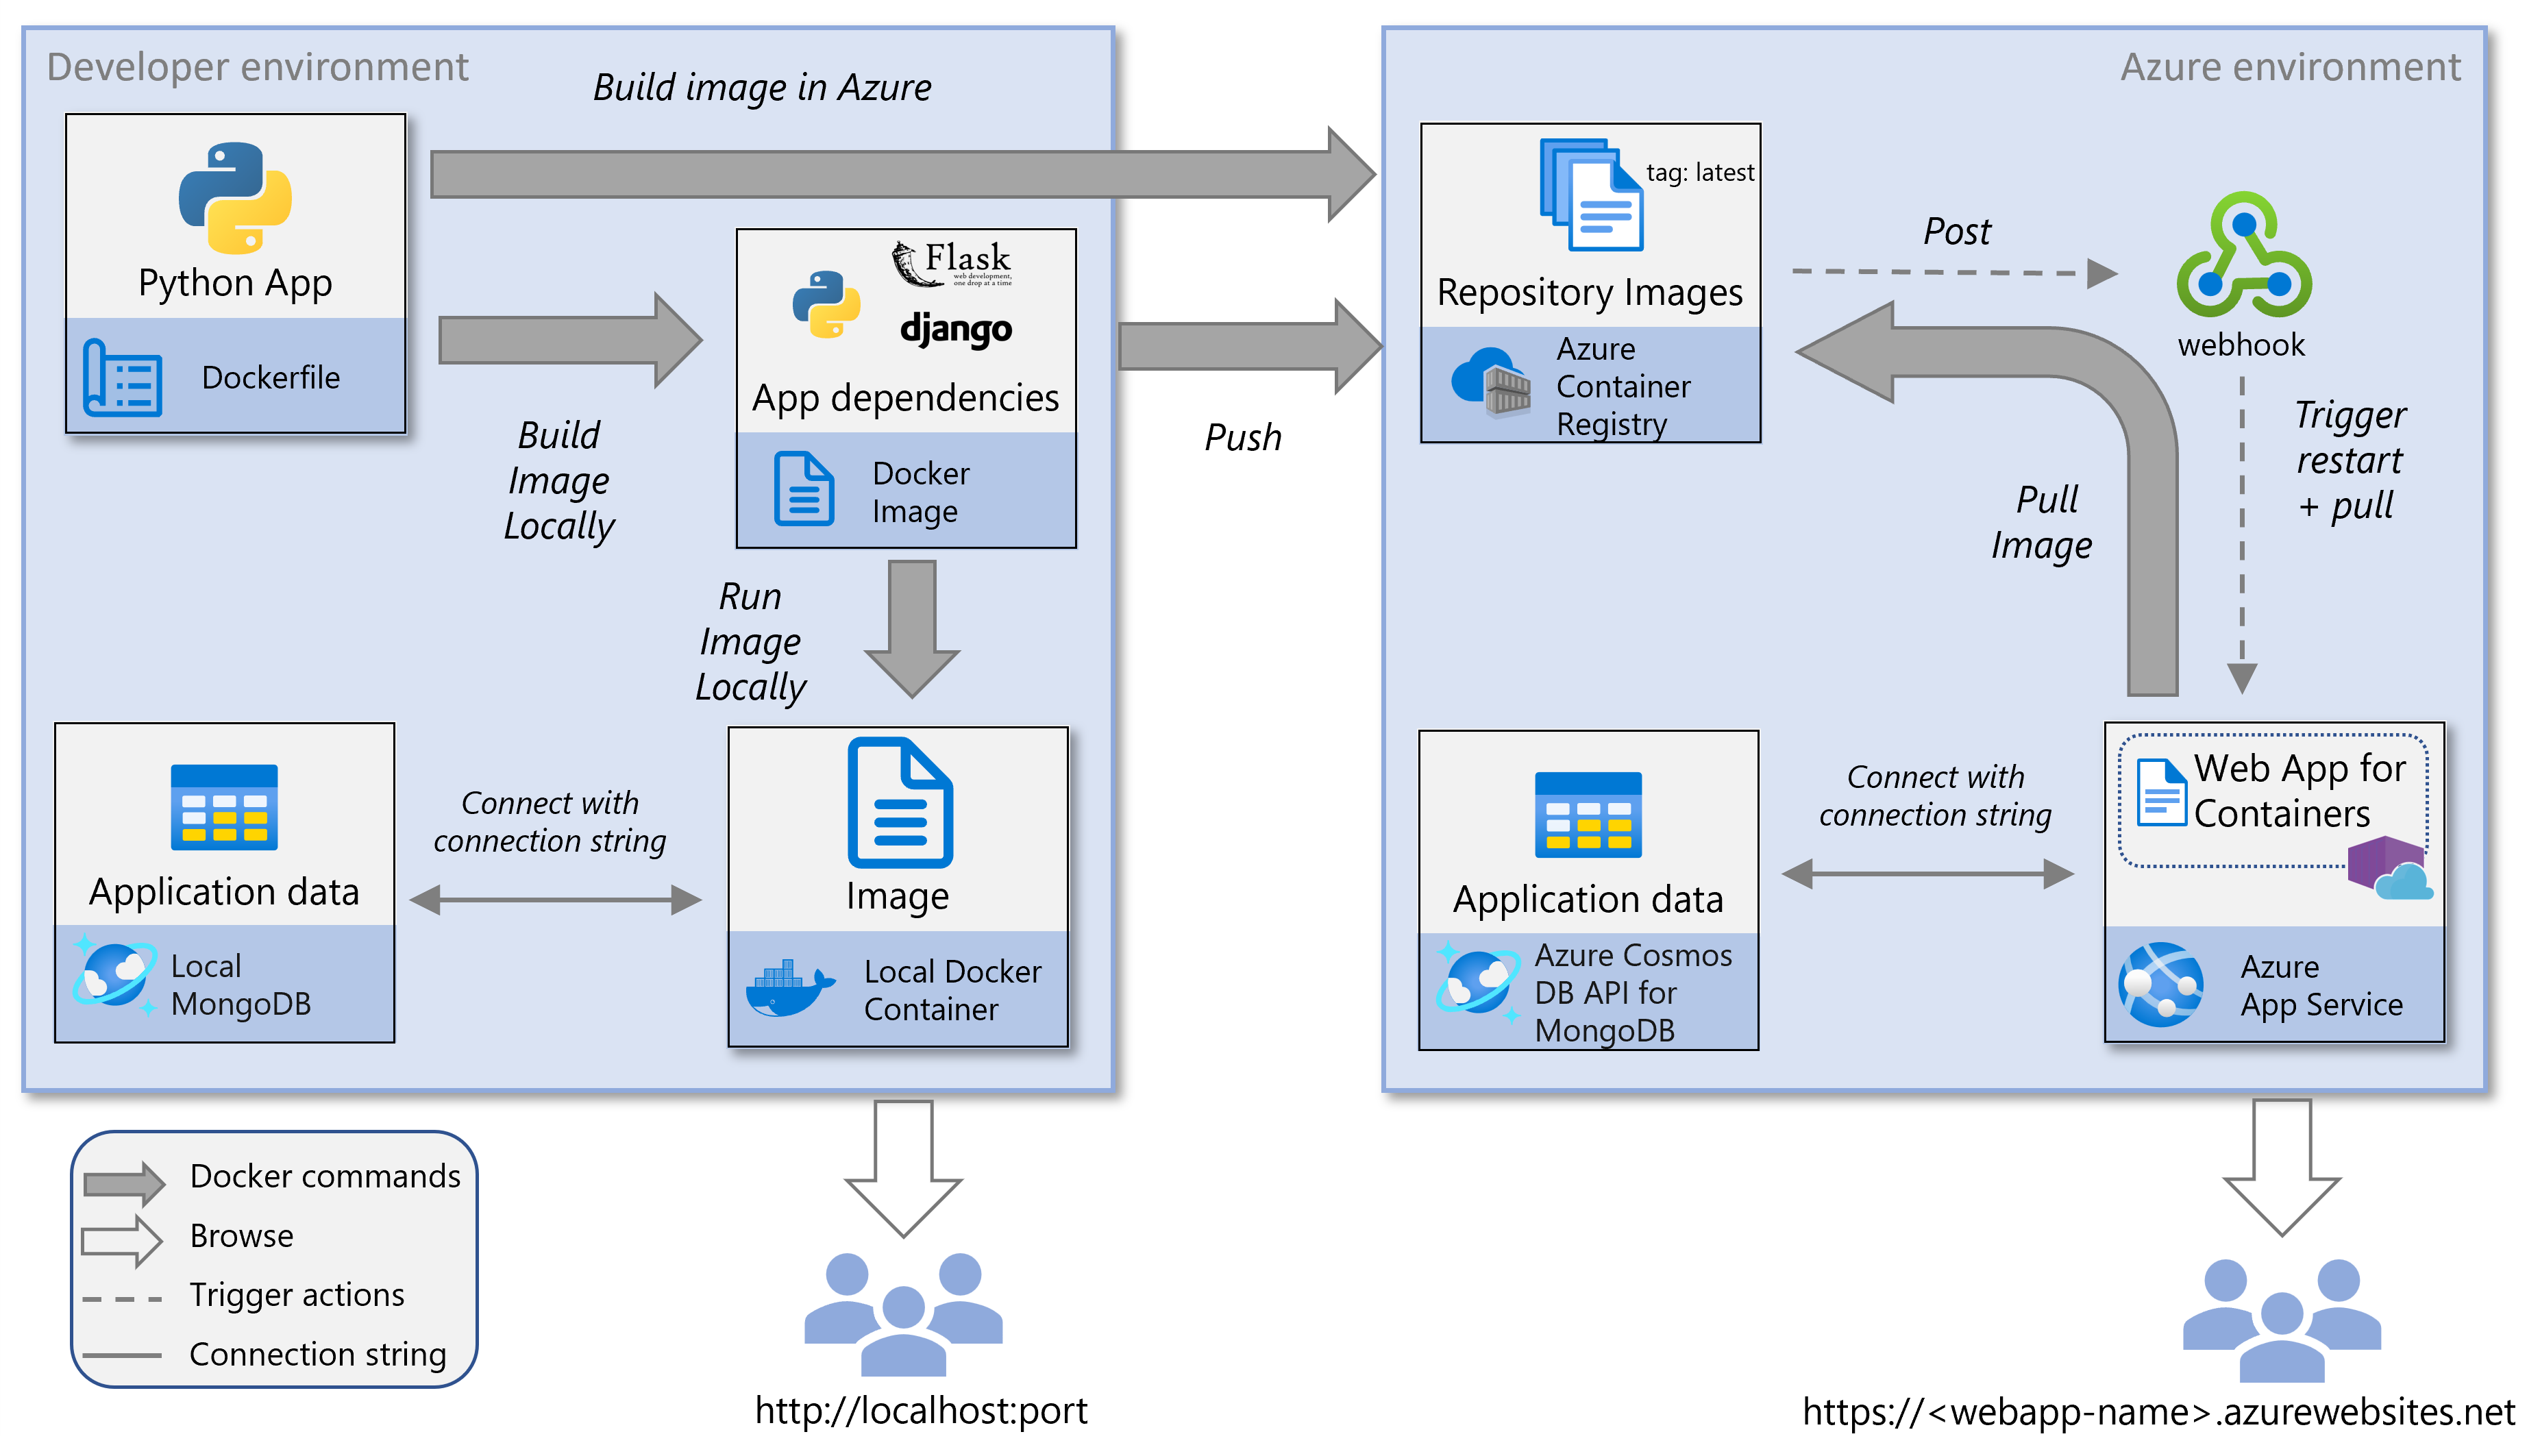 Developer environment
Build image in Azure
Python App
Dockerfile
Build
Image
Locally
Flask
web development,
one drop at a time
django
App dependencies
Docker
Image
Push
Run
Image
Locally
Application data
Local
MongoDB
Connect with
connection string
Image
Local Docker
Container
Azure environment
tag: latest
Repository Images
Azure
Container
Registry
Post
webhook
Trigger
restart
+ pull
Pull
Image
Application data
Azure Cosmos
DB API for
MongoDB
Connect with
connection string
Web App for
Containers
Azure
App Service
Docker commands
Browse
Trigger actions
Connection string
http://localhost:port
https://<webapp-name>.azurewebsites.net